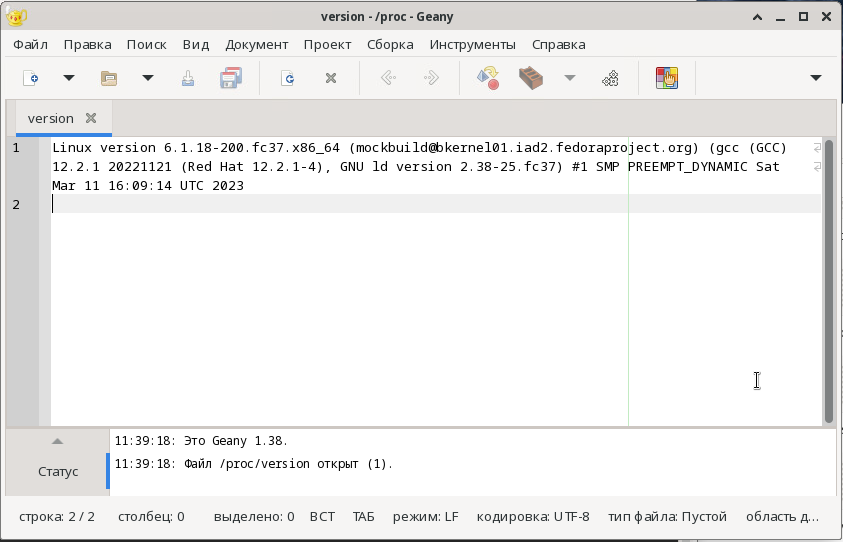 version - /proc - Geany
Файл Правка Поиск Вид Документ Проект Сборка Инструменты Справка
version
1 Linux version 6.1.18-200.fc37.x86_64 (mockbuild@bkernel01.iad2.fedoraproject.org) (gcc (GCC)
12.2.1 20221121 (Red Hat 12.2.1-4), GNU ld version 2.38-25.fc37) #1 SMP PREEMPT_DYNAMIC Sat
Mar 11 16:09:14 UTC 2023
2
11:39:18: Это Geany 1.38.
Статус
11:39:18: Файл /proc/version открыт (1).
строка: 2 / 2 столбец: 0 выделено: 0 ВСТ ТАБ режим: LF кодировка: UTF-8 тип файла: Пустой область д…